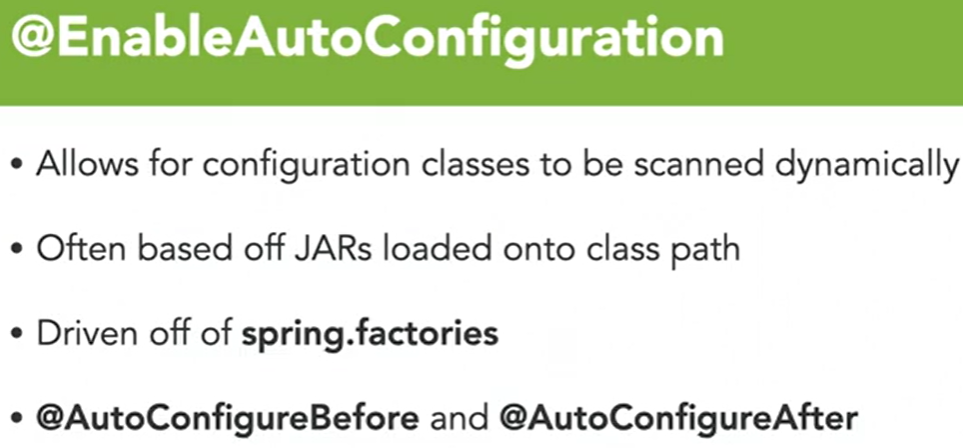 @EnableAutoConfiguration
• Allows for configuration classes to be scanned dynamically
• Often based off JARs loaded onto class path
• Driven off of spring.factories
• @AutoConfigureBefore and @AutoConfigureAfter